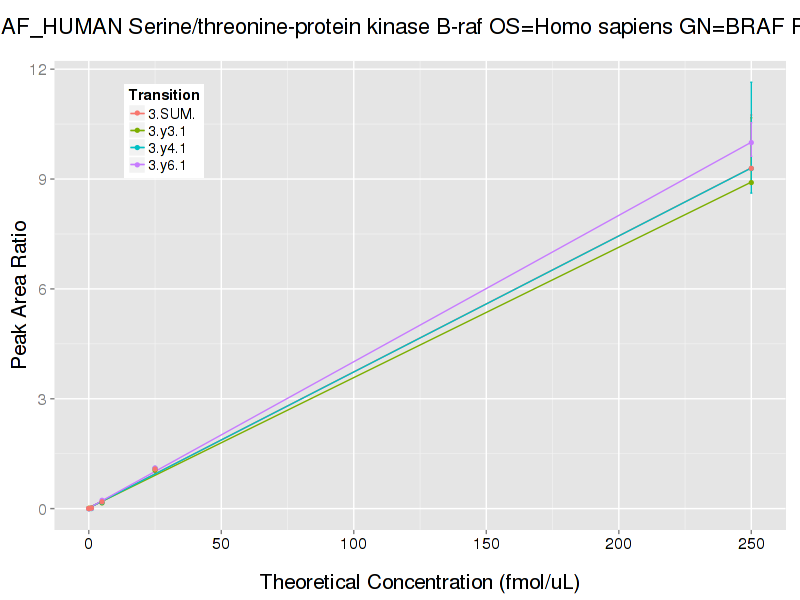 AF_HUMAN Serine/threonine-protein kinase B-raf OS=Homo sapiens GN=BRAF
12
9
6
3
0
Peak Area Ratio
Transition
3.SUM.
3.y3.1
3.y4.1
3.y6.1
0 50 100 150 200 250
Theoretical Concentration (fmol/uL)